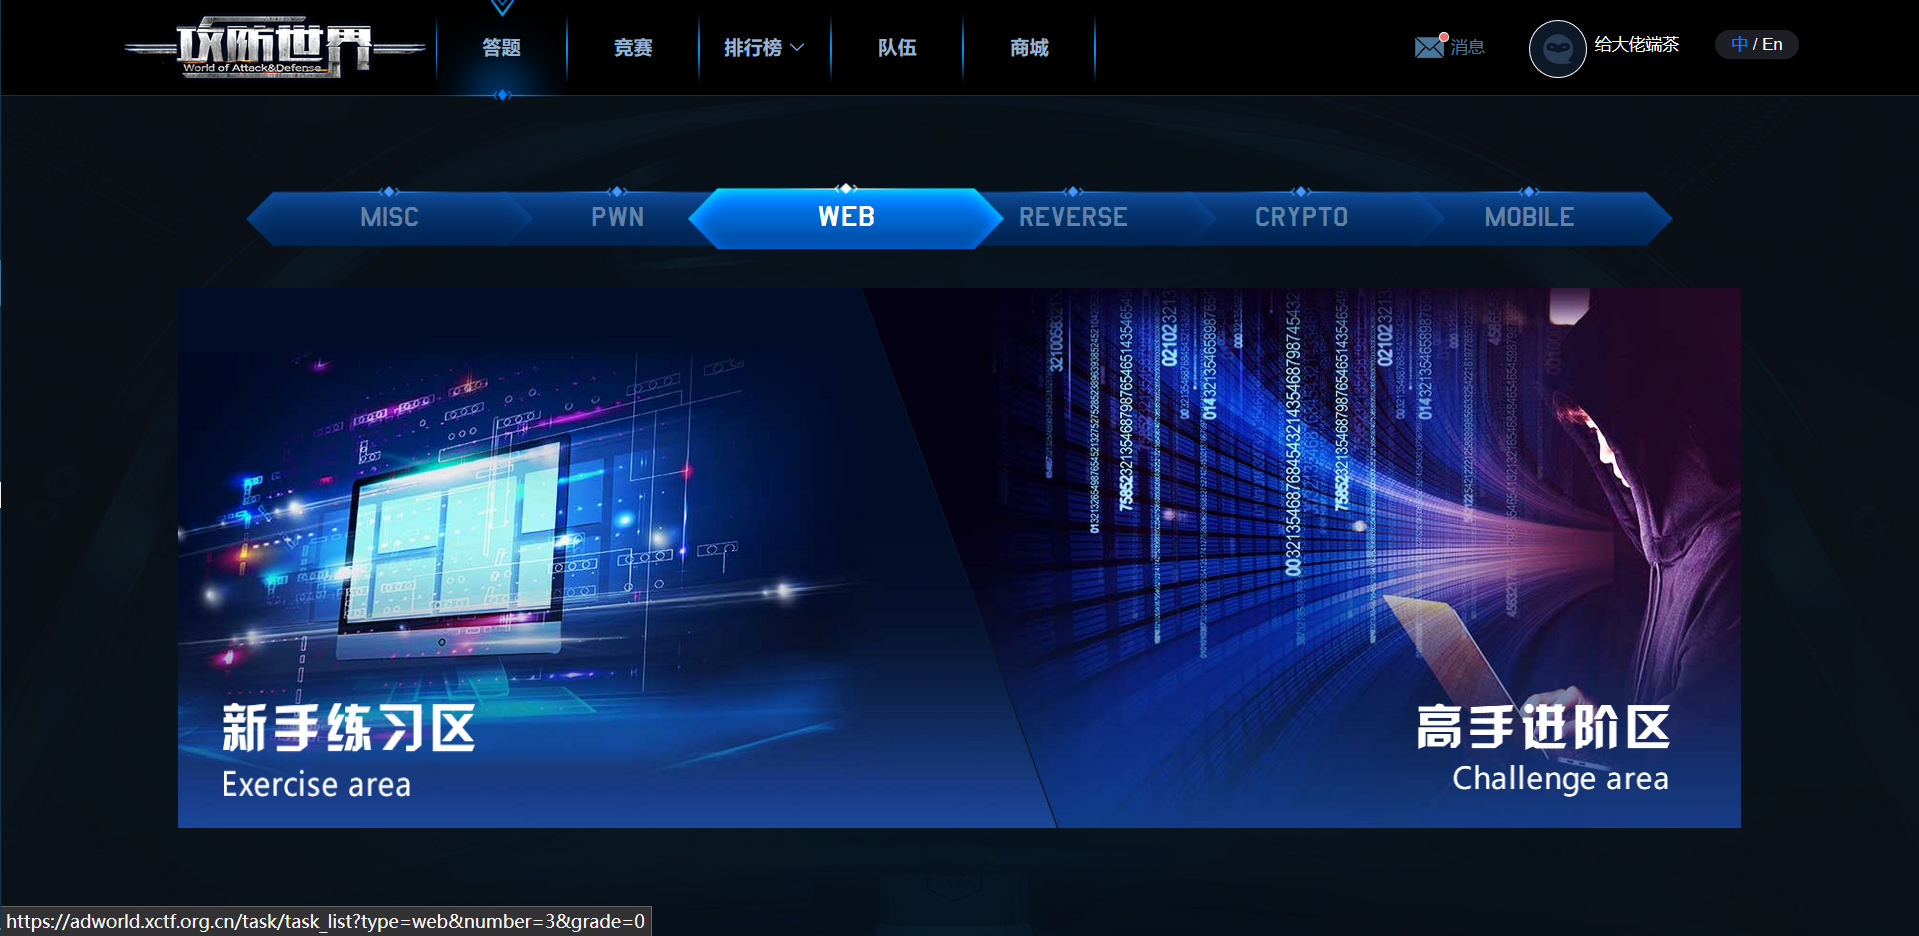 攻防世界
World of Attack&Defense
答题
竞赛
排行榜
队伍
商城
消息
给大佬端茶
中 / En
MISC
PWN
WEB
REVERSE
CRYPTO
MOBILE
新手练习区
Exercise area
高手进阶区
Challenge area
https://adworld.xctf.org.cn/task/task_list?type=web&number=3&grade=0